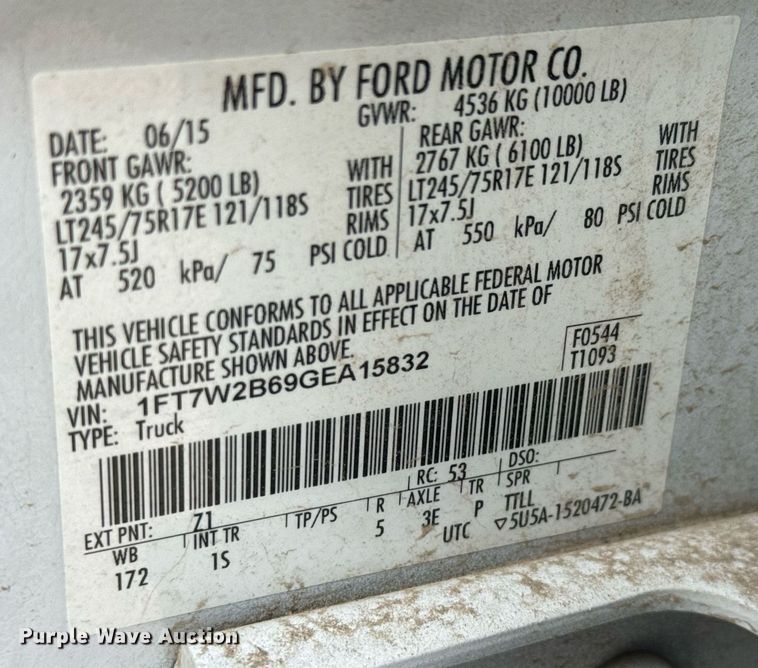 MFD. BY FORD MOTOR CO.
DATE: 06/15
GVWR: 4536 KG (10000 LB)
FRONT GAWR:
2359 KG ( 5200 LB)
WITH
LT245/75R17E 121/118S
TIRES
17x7.5J
RIMS
AT 520 kPa/ 75 PSI COLD
REAR GAWR:
2767 KG ( 6100 LB)
WITH
LT245/75R17E 121/118S
TIRES
17x7.5J
RIMS
AT 550 kPa/ 80 PSI COLD
THIS VEHICLE CONFORMS TO ALL APPLICABLE FEDERAL MOTOR
VEHICLE SAFETY STANDARDS IN EFFECT ON THE DATE OF
MANUFACTURE SHOWN ABOVE.
VIN: 1FT7W2B69GEA15832
TYPE: Truck
F0544
T1093
EXT PNT: Z1
RC: 53
DSO:
WB
INT TR
TP/PS
R
AXLE
TR
SPR
172
1S
5
3E
P
TTLL
UTC
▽5U5A-1520472-BA
Purple Wave Auction